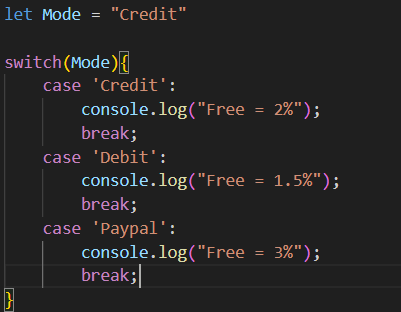 let Mode = "Credit"
switch(Mode){
case 'Credit':
console.log("Free = 2%");
break;
case 'Debit':
console.log("Free = 1.5%");
break;
case 'Paypal':
console.log("Free = 3%");
break;
}